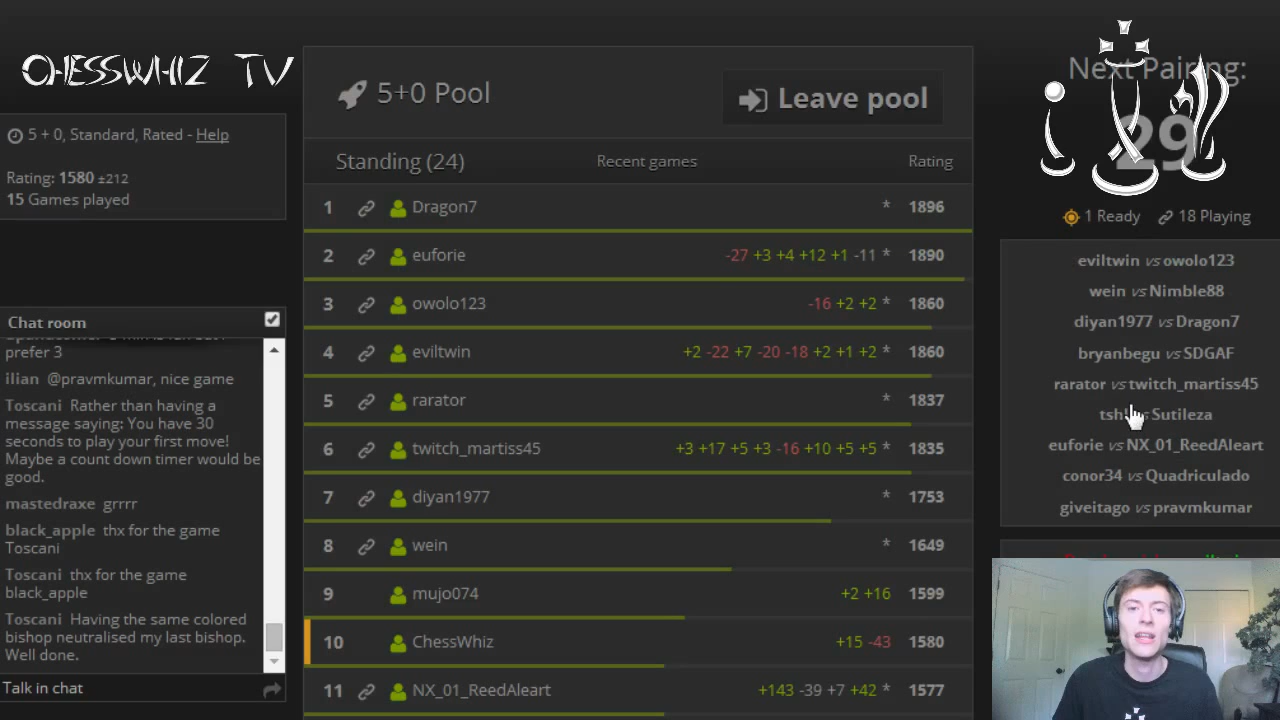 CHESSWHIZ TV
5 + 0, Standard, Rated - Help
Rating: 1580 ±212
15 Games played
Chat room
prefer 3
ilian @pravmkumar, nice game
Toscani Rather than having a
message saying: You have 30
seconds to play your first move!
Maybe a count down timer would be
good.
mastedraxe grrrr
black_apple thx for the game
Toscani
Toscani thx for the game
black_apple
Toscani Having the same colored
bishop neutralised my last bishop.
Well done.
Talk in chat
5+0 Pool
Leave pool
Standing (24) Recent games Rating
1 Dragon7 * 1896
2 euforie -27 +3 +4 +12 +1 -11 * 1890
3 owolo123 -16 +2 +2 * 1860
4 eviltwin +2 -22 +7 -20 -18 +2 +1 +2 * 1860
5 rarator * 1837
6 twitch_martiss45 +3 +17 +5 +3 -16 +10 +5 +5 * 1835
7 diyan1977 * 1753
8 wein * 1649
9 mujo074 +2 +16 1599
10 ChessWhiz +15 -43 1580
11 NX_01_ReedAleart +143 -39 +7 +42 * 1577
Next Pairing:
29
1 Ready 18 Playing
eviltwin vs owolo123
wein vs Nimble88
diyan1977 vs Dragon7
bryanbegu vs SDGAF
rarator vs twitch_martiss45
Sutileza
euforie vs NX_01_ReedAleart
conor34 vs Quadriculado
giveitago vs pravmkumar